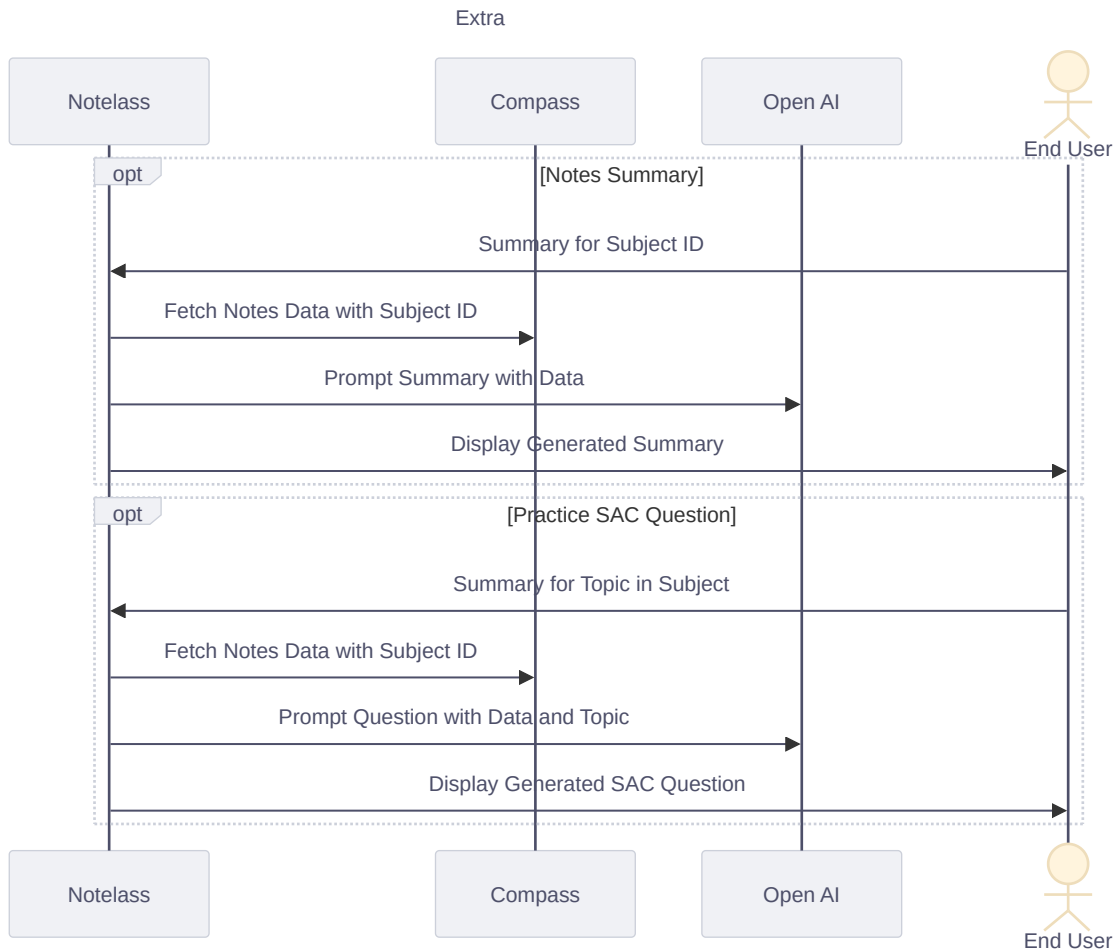 Extra
Notelass
Compass
Open AI
End User
opt
[Notes Summary]
Summary for Subject ID
Fetch Notes Data with Subject ID
Prompt Summary with Data
Display Generated Summary
opt
[Practice SAC Question]
Summary for Topic in Subject
Fetch Notes Data with Subject ID
Prompt Question with Data and Topic
Display Generated SAC Question
Notelass
Compass
Open AI
End User